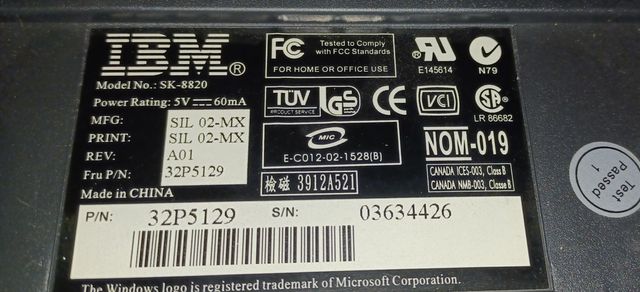 IBM®
Model No.: SK-8820
Power Rating: 5V 60mA
MFG: SIL 02-MX
PRINT: SIL 02-MX
REV: A01
Fru P/N: 32P5129
Made in CHINA
FC Tested to Comply
with FCC Standards
FOR HOME OR OFFICE USE
E145614
N79
TÜV
PRODUCT SERVICE
GS
CE
VCI
SA
LR 86682
MIC
E-C012-02-1528(B)
NOM-019
檢磁 3912A521
CANADA ICES-003, Class B
CANADA NMB-003, Classe B
P/N: 32P5129 S/N: 03634426
The Windows logo is registered trademark of Microsoft Corporation.
Test
Passed
1